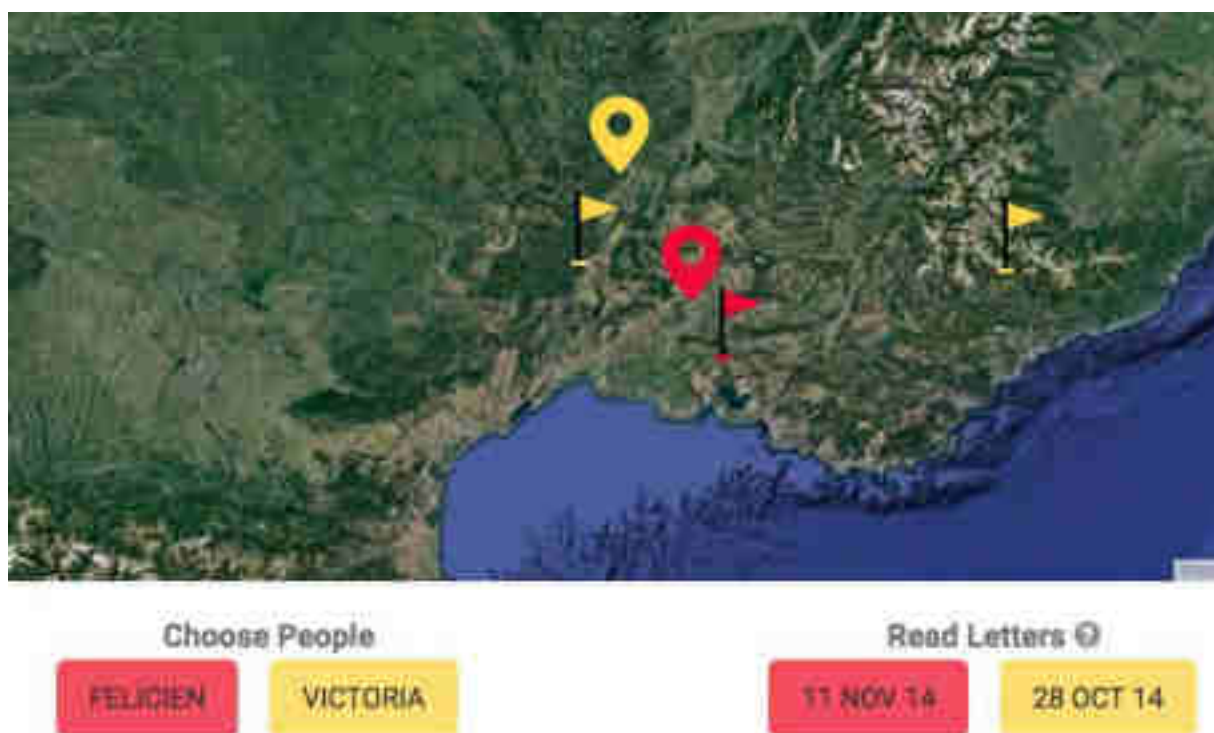 Choose People
Read Letters
FELICIEN
VICTORIA
11 NOV 14
28 OCT 14